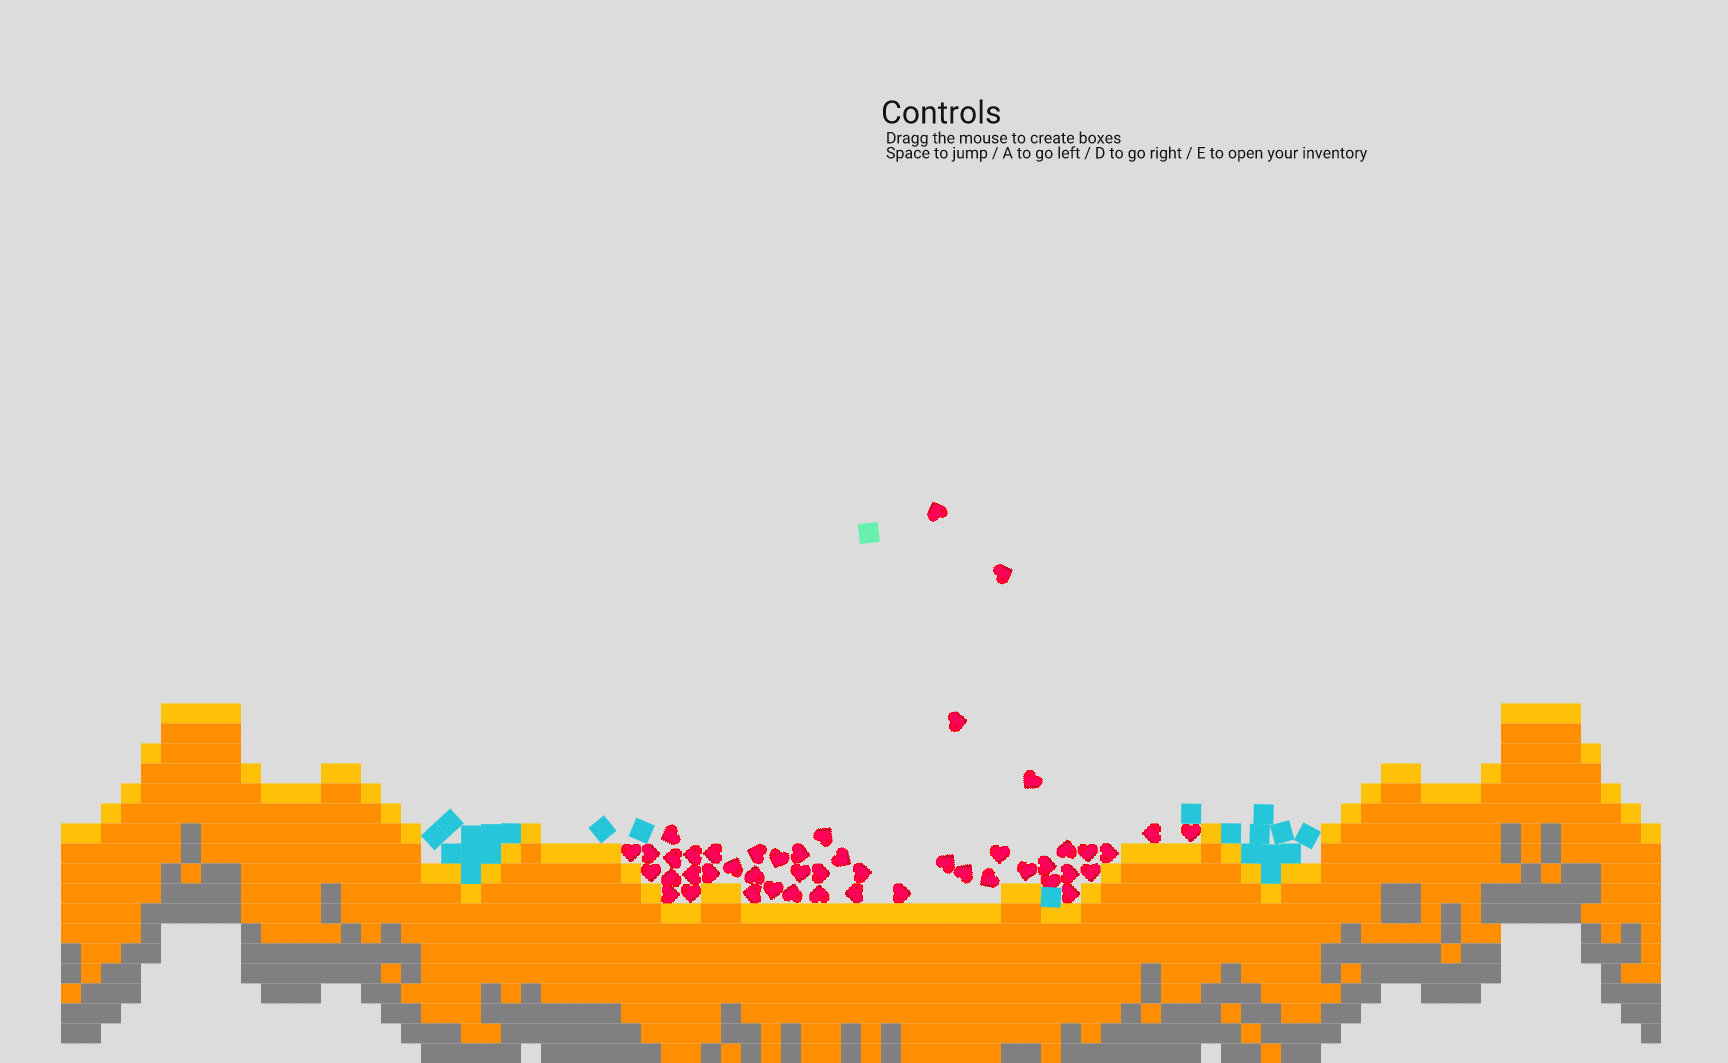 Controls
Dragg the mouse to create boxes
Space to jump / A to go left / D to go right / E to open your inventory